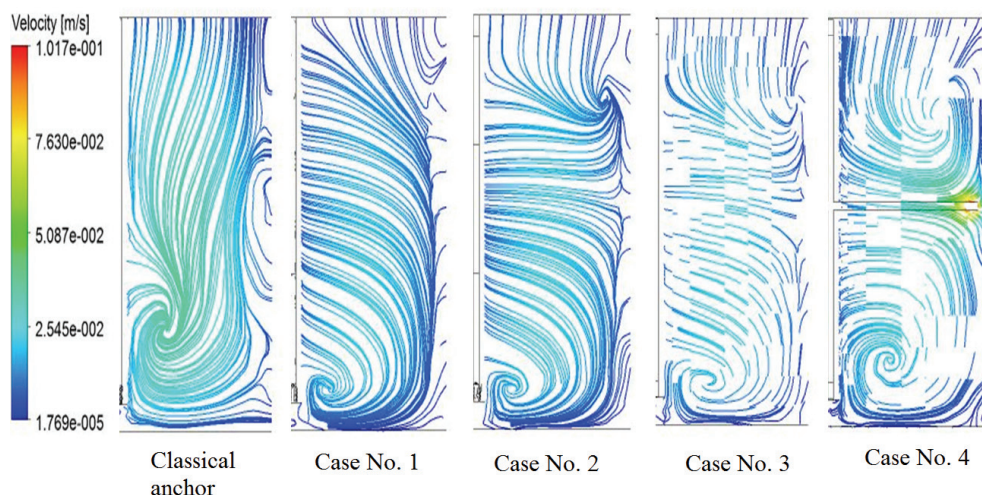 Velocity [m/s]
1.017e-001
7.630e-002
5.087e-002
2.545e-002
1.769e-005
Classical
anchor
Case No. 1
Case No. 2
Case No. 3
Case No. 4